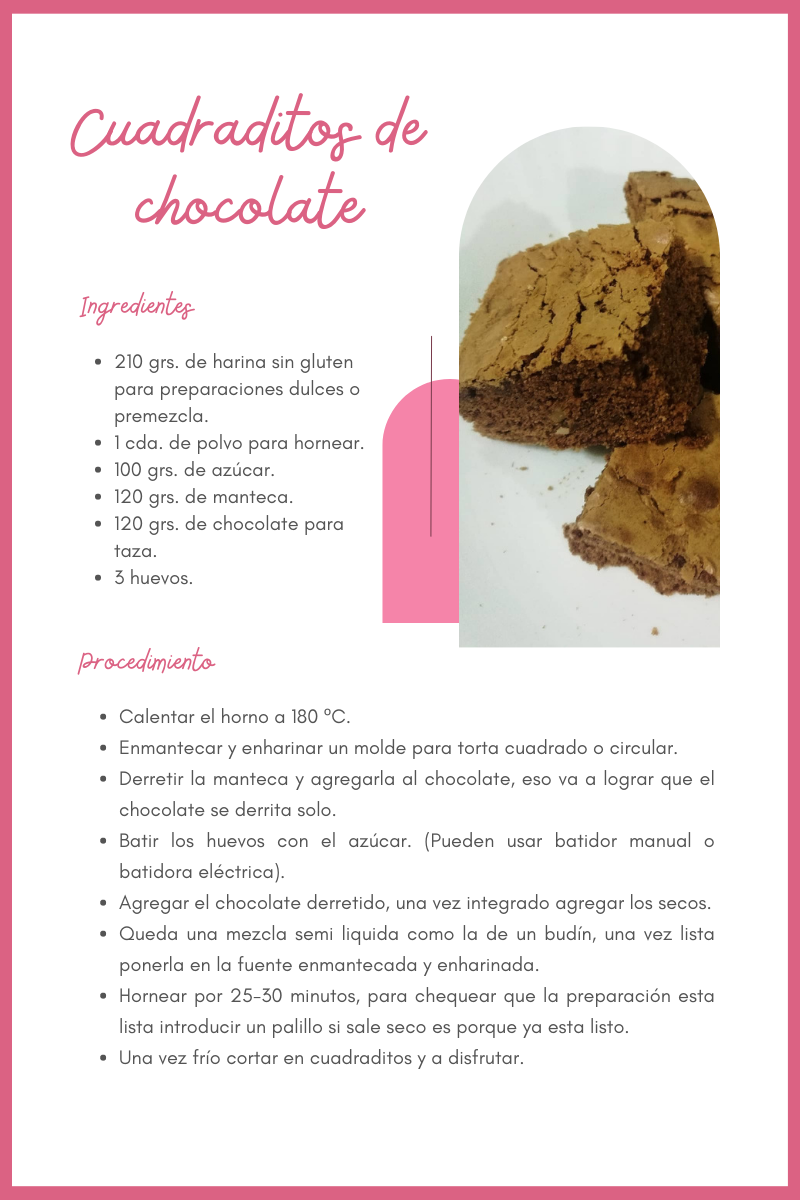 Cuadraditos de
chocolate
Ingredientes
• 210 grs. de harina sin gluten
para preparaciones dulces o
premezcla.
• 1 cda. de polvo para hornear.
• 100 grs. de azúcar.
• 120 grs. de manteca.
• 120 grs. de chocolate para
taza.
• 3 huevos.
Procedimiento
• Calentar el horno a 180 °C.
• Enmantecar y enharinar un molde para torta cuadrado o circular.
• Derretir la manteca y agregarla al chocolate, eso va a lograr que el
chocolate se derrita solo.
• Batir los huevos con el azúcar. (Pueden usar batidor manual o
batidora eléctrica).
• Agregar el chocolate derretido, una vez integrado agregar los secos.
• Queda una mezcla semi liquida como la de un budín, una vez lista
ponerla en la fuente enmantecada y enharinada.
• Hornear por 25-30 minutos, para chequear que la preparación esta
lista introducir un palillo si sale seco es porque ya esta listo.
• Una vez frío cortar en cuadraditos y a disfrutar.